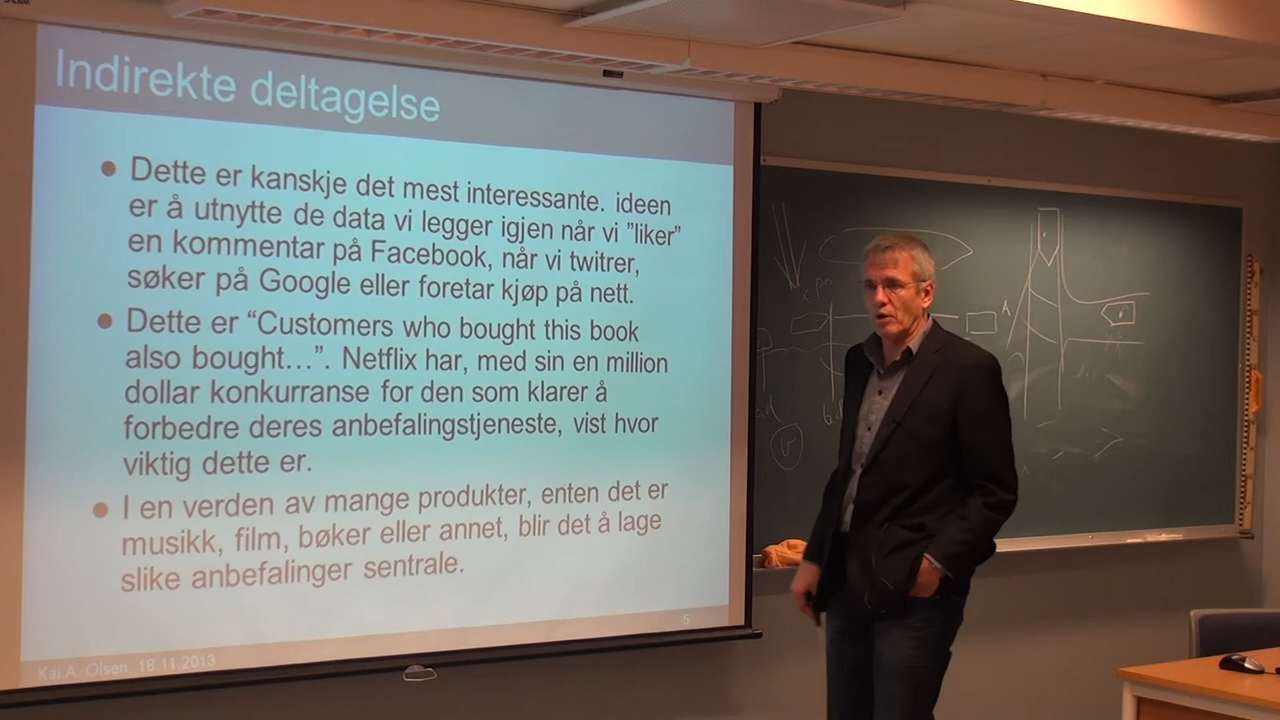 Indirekte deltagelse
Dette er kanskje det mest interessante. ideen
er å utnytte de data vi legger igjen når vi ”liker”
en kommentar på Facebook, når vi twitrer,
søker på Google eller foretar kjøp på nett.
Dette er “Customers who bought this book
also bought…”. Netflix har, med sin en million
dollar konkurranse for den som klarer å
forbedre deres anbefalingstjeneste, vist hvor
viktig dette er.
I en verden av mange produkter, enten det er
musikk, film, bøker eller annet, blir det å lage
slike anbefalinger sentrale.
5
Kai A. Olsen, 18.11.2013
A